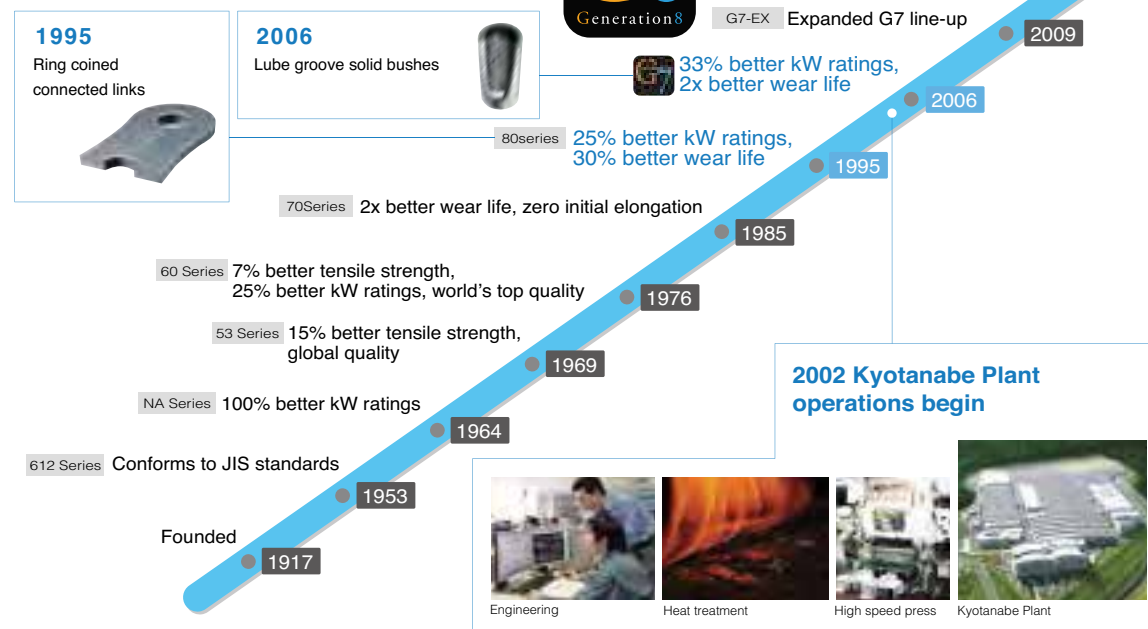 Generation8
G7-EX Expanded G7 line-up
2009
1995
Ring coined
connected links
2006
Lube groove solid bushes
G7
33% better kW ratings,
2x better wear life
2006
80series 25% better kW ratings,
30% better wear life
1995
70Series 2x better wear life, zero initial elongation
1985
60 Series 7% better tensile strength,
25% better kW ratings, world's top quality
1976
53 Series 15% better tensile strength,
global quality
1969
NA Series 100% better kW ratings
1964
612 Series Conforms to JIS standards
1953
Founded
1917
2002 Kyotanabe Plant
operations begin
Engineering
Heat treatment
High speed press
Kyotanabe Plant